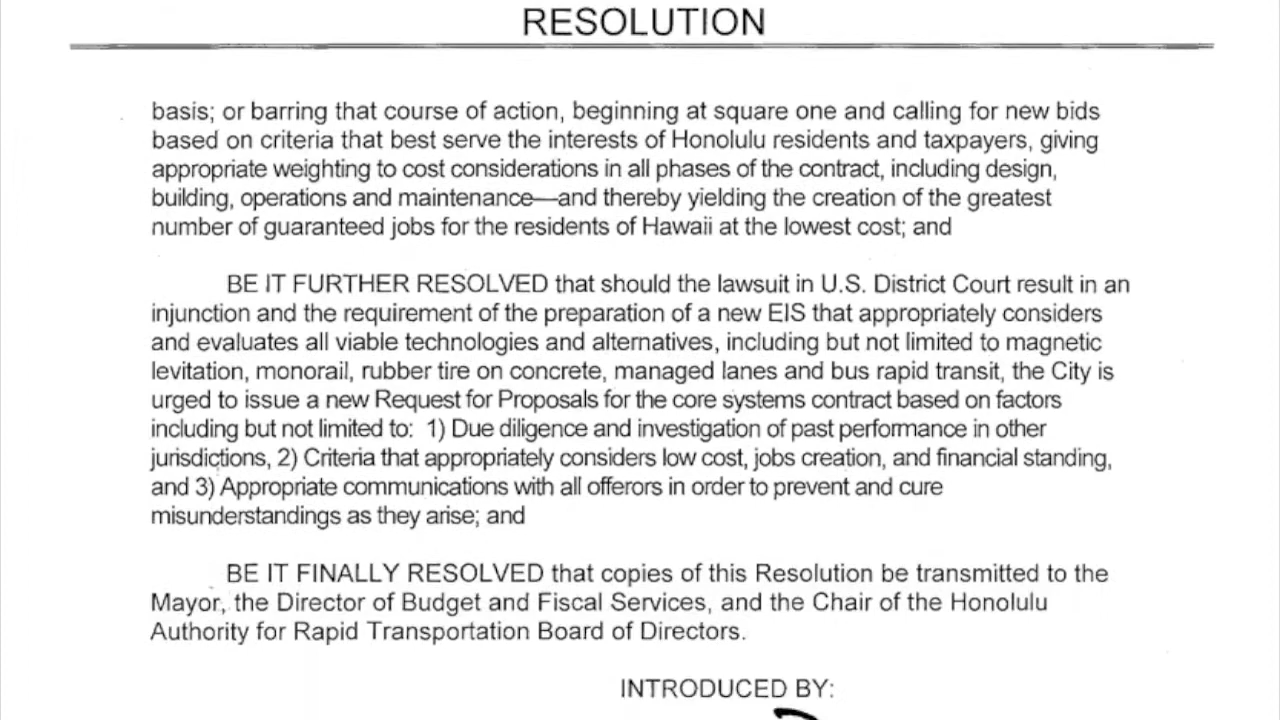 RESOLUTION
basis; or barring that course of action, beginning at square one and calling for new bids
based on criteria that best serve the interests of Honolulu residents and taxpayers, giving
appropriate weighting to cost considerations in all phases of the contract, including design,
building, operations and maintenance—and thereby yielding the creation of the greatest
number of guaranteed jobs for the residents of Hawaii at the lowest cost; and
BE IT FURTHER RESOLVED that should the lawsuit in U.S. District Court result in an
injunction and the requirement of the preparation of a new EIS that appropriately considers
and evaluates all viable technologies and alternatives, including but not limited to magnetic
levitation, monorail, rubber tire on concrete, managed lanes and bus rapid transit, the City is
urged to issue a new Request for Proposals for the core systems contract based on factors
including but not limited to: 1) Due diligence and investigation of past performance in other
jurisdictions, 2) Criteria that appropriately considers low cost, jobs creation, and financial standing,
and 3) Appropriate communications with all offerors in order to prevent and cure
misunderstandings as they arise; and
BE IT FINALLY RESOLVED that copies of this Resolution be transmitted to the
Mayor, the Director of Budget and Fiscal Services, and the Chair of the Honolulu
Authority for Rapid Transportation Board of Directors.
INTRODUCED BY: